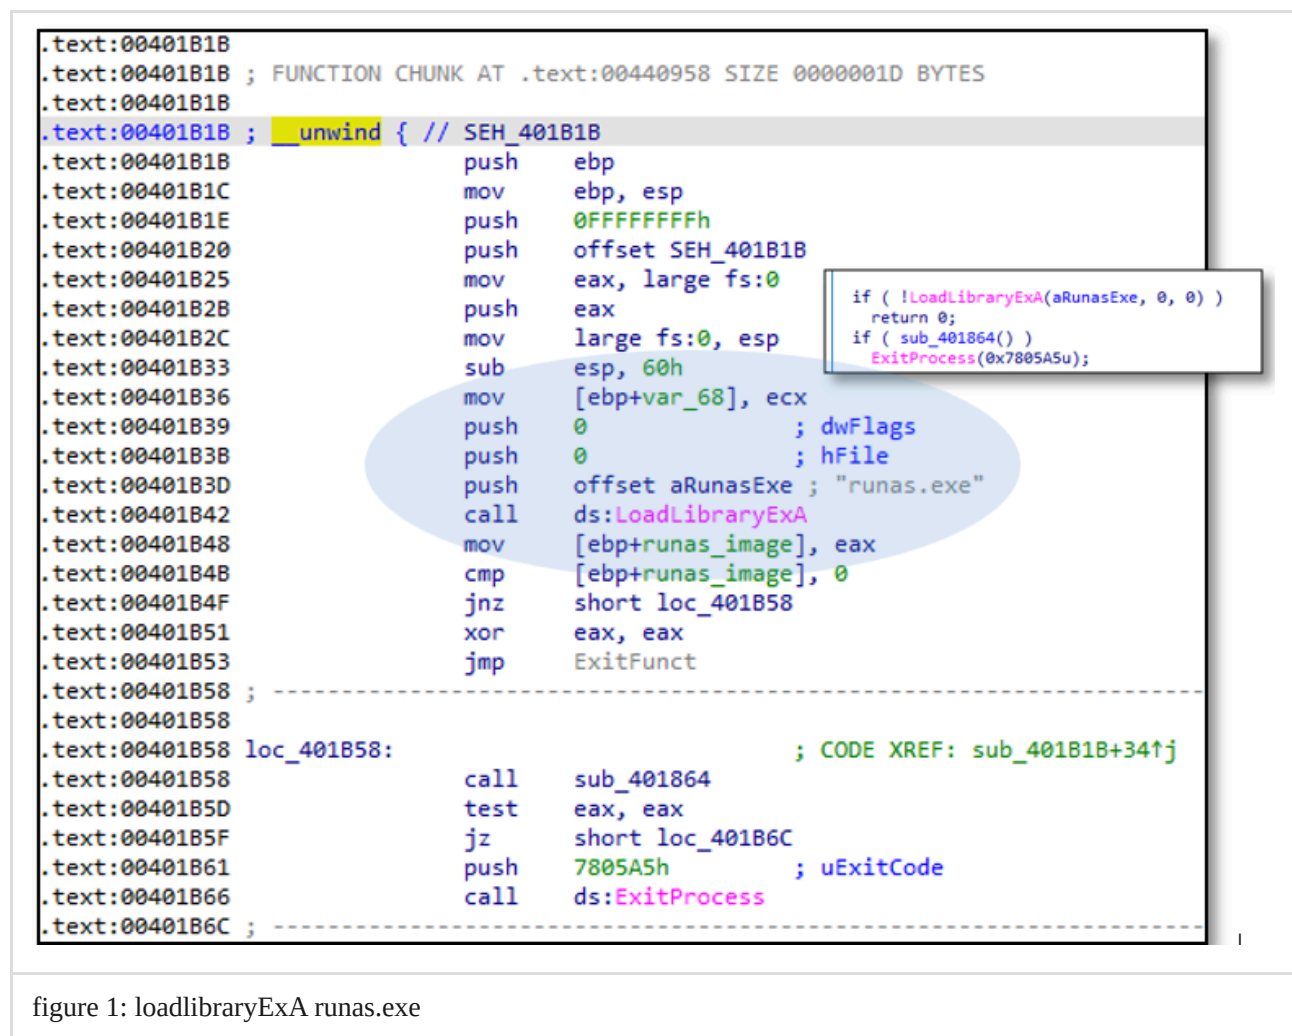 .text:00401B1B
.text:00401B1B ; FUNCTION CHUNK AT .text:00440958 SIZE 0000001D BYTES
.text:00401B1B
.text:00401B1B ; __unwind { // SEH_401B1B
.text:00401B1B push ebp
.text:00401B1C mov ebp, esp
.text:00401B1E push 0FFFFFFFFh
.text:00401B20 push offset SEH_401B1B
.text:00401B25 mov eax, large fs:0
.text:00401B2B push eax
.text:00401B2C mov large fs:0, esp
.text:00401B33 sub esp, 60h
.text:00401B36 mov [ebp+var_68], ecx
.text:00401B39 push 0 ; dwFlags
.text:00401B3B push 0 ; hFile
.text:00401B3D push offset aRunasExe ; "runas.exe"
.text:00401B42 call ds:LoadLibraryExA
.text:00401B48 mov [ebp+runas_image], eax
.text:00401B4B cmp [ebp+runas_image], 0
.text:00401B4F jnz short loc_401B58
.text:00401B51 xor eax, eax
.text:00401B53 jmp ExitFunct
.text:00401B58 ; ---------------------------------------------------------------------
.text:00401B58
.text:00401B58 loc_401B58: ; CODE XREF: sub_401B1B+34↑j
.text:00401B58 call sub_401864
.text:00401B5D test eax, eax
.text:00401B5F jz short loc_401B6C
.text:00401B61 push 7805A5h ; uExitCode
.text:00401B66 call ds:ExitProcess
.text:00401B6C ; ---------------------------------------------------------------------
if ( !LoadLibraryExA(aRunasExe, 0, 0) )
return 0;
if ( sub_401864() )
ExitProcess(0x7805A5u);
figure 1: loadlibraryExA runas.exe